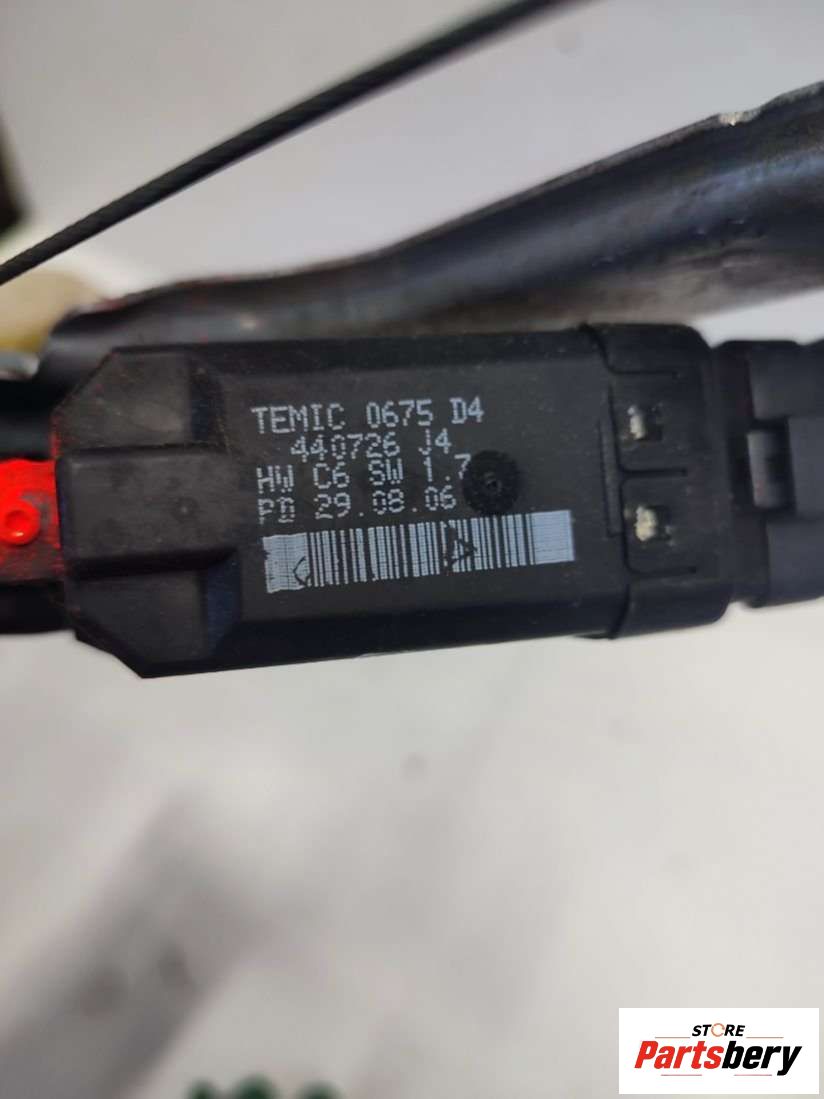 TEMIC 0675 D4
440726 J4
HW C6 SW 1.7
PD 29.08.06
STORE
Partsbery